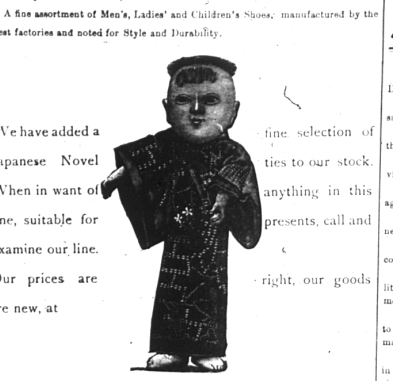 A fine assortment of Men's, Ladies' and Children's Shoes, manufactured by the
est factories and noted for Style and Durability.
We have added a fine selection of
apanese Novel ties to our stock.
When in want of anything in this
ne, suitable for presents, call and
xamine our line.
Our prices are right, our goods
re new, at